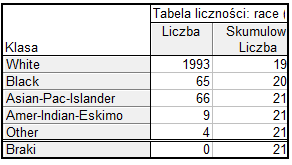 Tabela liczności: race (
Klasa Liczba Skumulow Liczba
White 1993 19
Black 65 20
Asian-Pac-Islander 66 21
Amer-Indian-Eskimo 9 21
Other 4 21
Braki 0 21